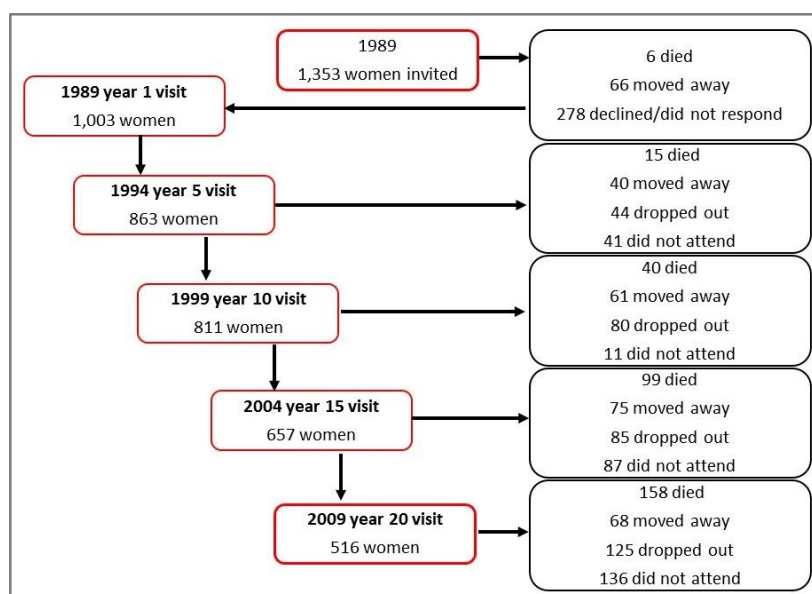 1989
1,353 women invited
6 died
66 moved away
278 declined/did not respond
1989 year 1 visit
1,003 women
1994 year 5 visit
863 women
15 died
40 moved away
44 dropped out
41 did not attend
1999 year 10 visit
811 women
40 died
61 moved away
80 dropped out
11 did not attend
2004 year 15 visit
657 women
99 died
75 moved away
85 dropped out
87 did not attend
2009 year 20 visit
516 women
158 died
68 moved away
125 dropped out
136 did not attend